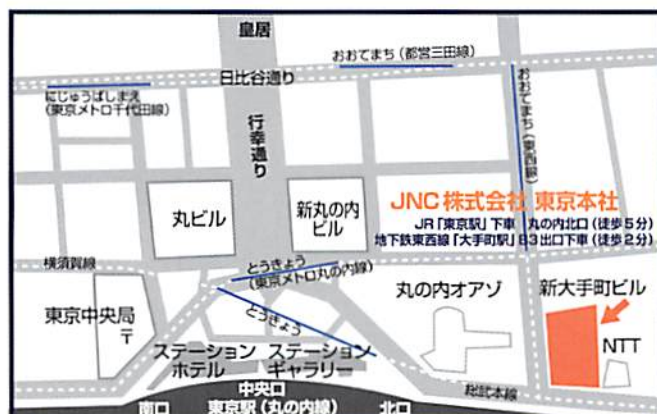 皇居
おおてまち（都営三田線）
日比谷通り
にじゅうばしまえ
（東京メトロ千代田線）
おおてまち（東西線）
行幸通り
丸ビル
新丸の内
ビル
JNC株式会社 東京本社
JR「東京駅」下車 丸の内北口（徒歩5分）
地下鉄東西線「大手町駅」B3出口下車（徒歩2分）
横須賀線
とうきょう
（東京メトロ丸の内線）
丸の内オアゾ
新大手町ビル
東京中央局
〒
とうきょう
NTT
ステーション
ホテル
ステーション
ギャラリー
総武本線
中央口
南口
東京駅（丸の内線）
北口